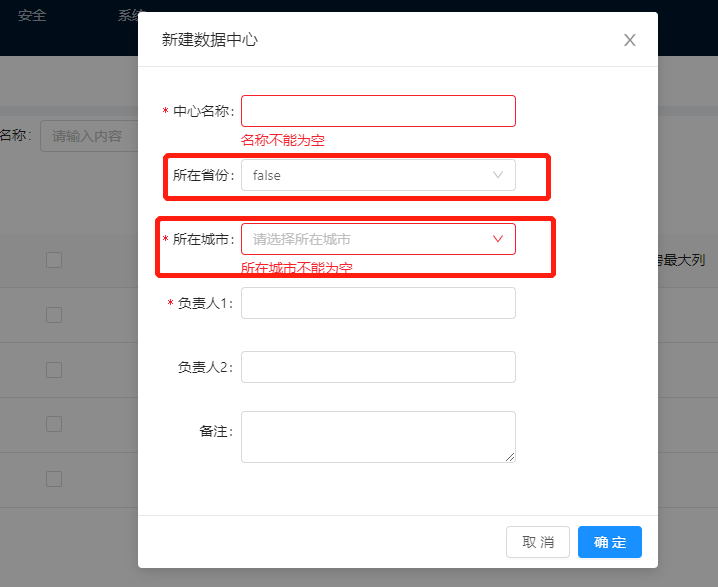 安全
系统
新建数据中心
* 中心名称:
名称不能为空
名称:
请输入内容
所在省份:
false
* 所在城市:
请选择所在城市
所在城市不能为空
最大列
* 负责人1:
负责人2:
备注:
取 消
确 定